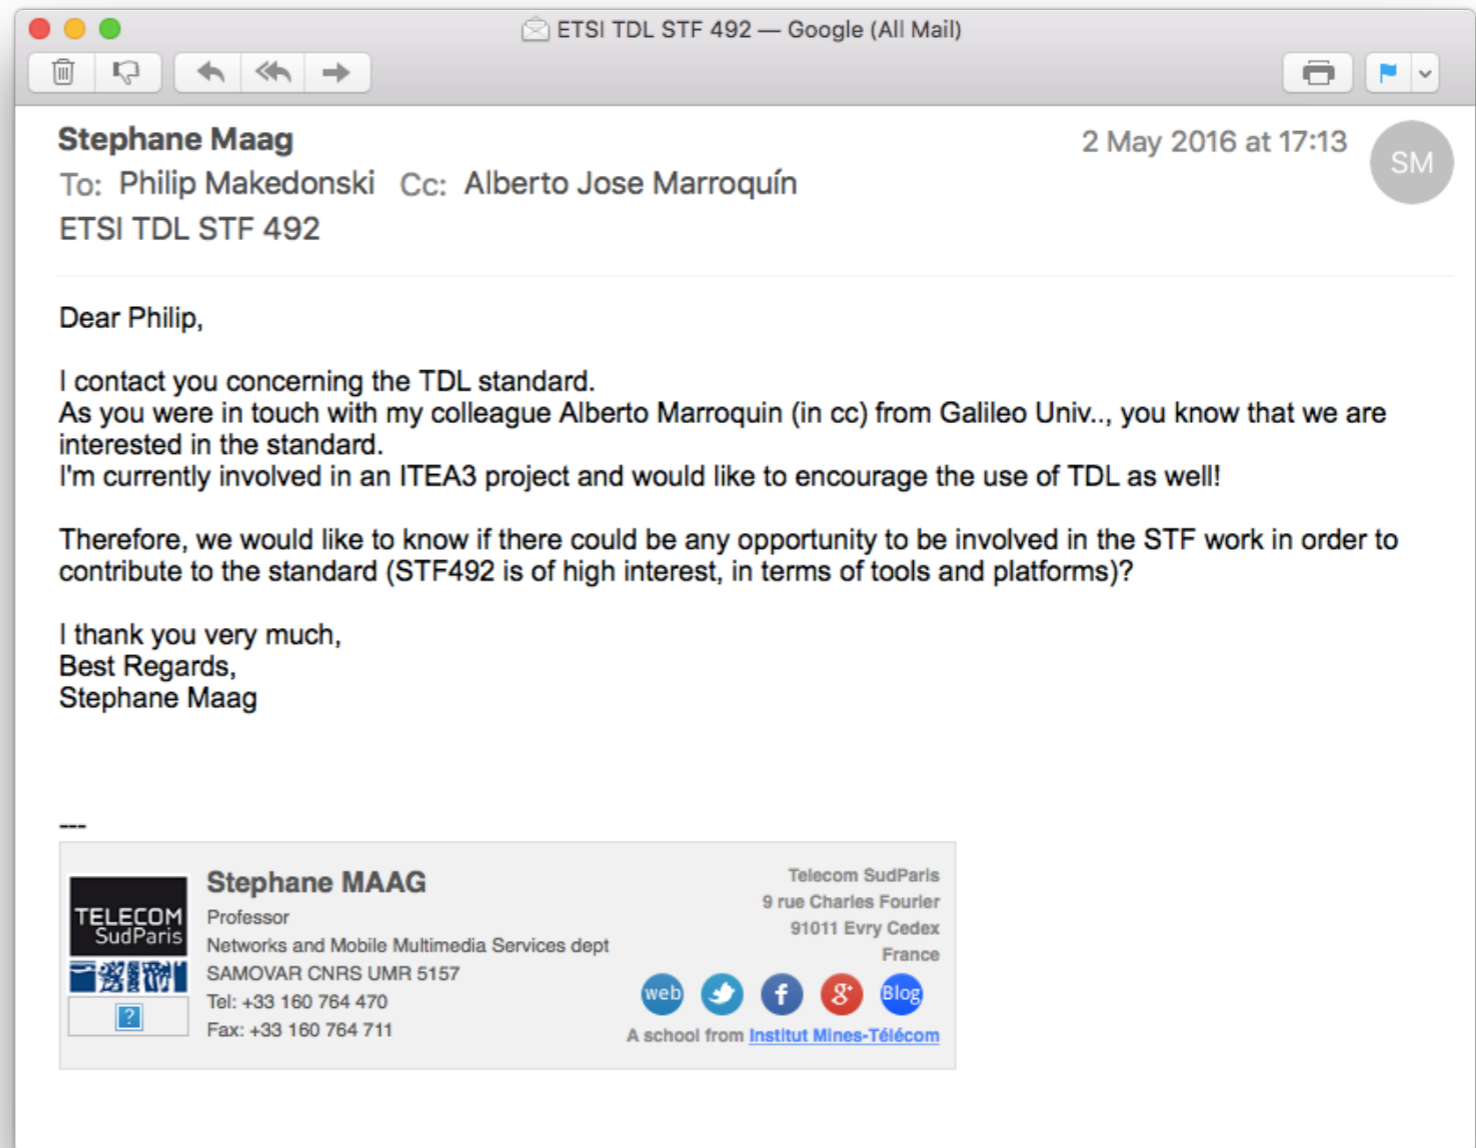 ETSI TDL STF 492 — Google (All Mail)
Stephane Maag
2 May 2016 at 17:13
SM
To: Philip Makedonski Cc: Alberto Jose Marroquín
ETSI TDL STF 492
Dear Philip,
I contact you concerning the TDL standard.
As you were in touch with my colleague Alberto Marroquin (in cc) from Galileo Univ.., you know that we are
interested in the standard.
I'm currently involved in an ITEA3 project and would like to encourage the use of TDL as well!
Therefore, we would like to know if there could be any opportunity to be involved in the STF work in order to
contribute to the standard (STF492 is of high interest, in terms of tools and platforms)?
I thank you very much,
Best Regards,
Stephane Maag
---
TELECOM
SudParis
?
Stephane MAAG
Professor
Networks and Mobile Multimedia Services dept
SAMOVAR CNRS UMR 5157
Tel: +33 160 764 470
Fax: +33 160 764 711
Telecom SudParis
9 rue Charles Fourier
91011 Evry Cedex
France
web f g+ Blog
A school from Institut Mines-Télécom